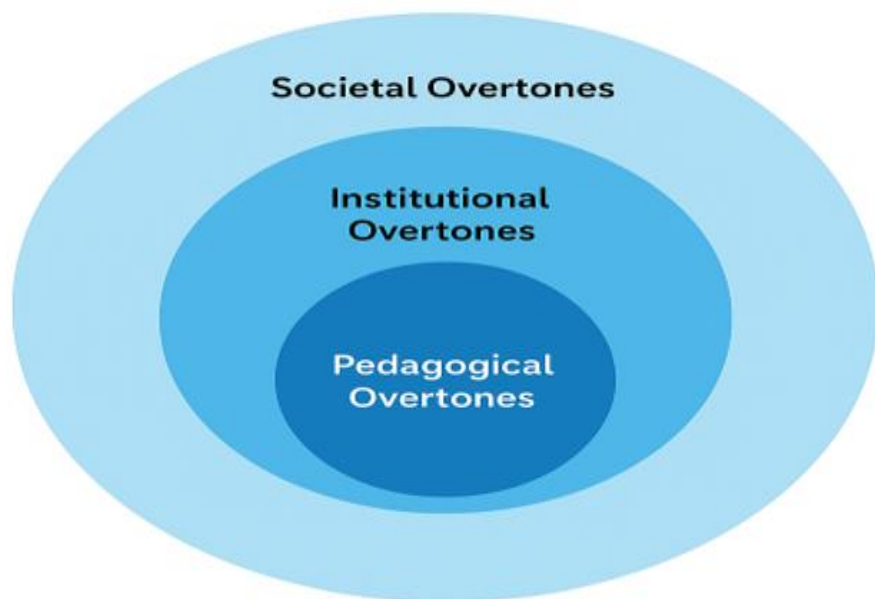 Societal Overtones
Institutional
Overtones
Pedagogical
Overtones